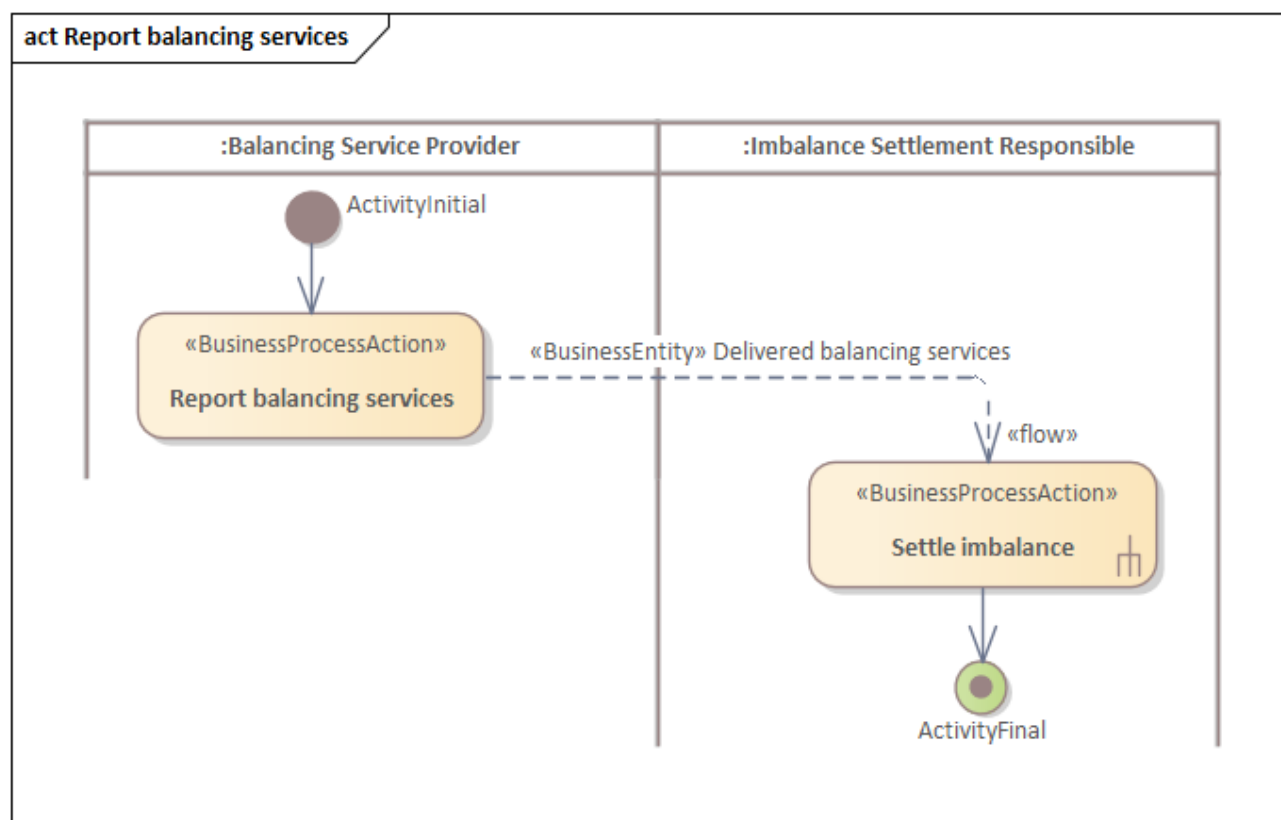 act Report balancing services
:Balancing Service Provider
:Imbalance Settlement Responsible
ActivityInitial
«BusinessProcessAction»
Report balancing services
«BusinessEntity» Delivered balancing services
«flow»
«BusinessProcessAction»
Settle imbalance
ActivityFinal